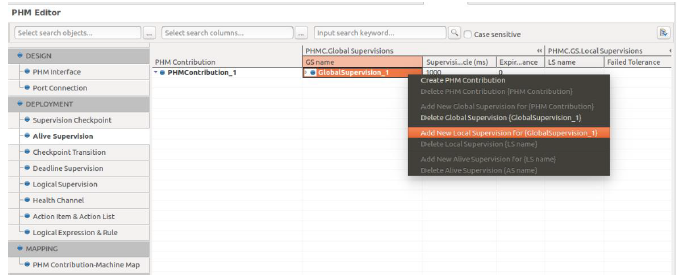 PHM Editor
Select search objects... ... Select search columns... ... Input search keyword... Case sensitive
PHMC.Global Supervisions PHMC.GS.Local Supervisions
PHM Contribution GS name Supervisi...cle (ms) Expir...ance LS name Failed Tolerance
PHMContribution_1 GlobalSupervision_1 1000 0
DESIGN
PHM Interface
Port Connection
DEPLOYMENT
Supervision Checkpoint
Alive Supervision
Checkpoint Transition
Deadline Supervision
Logical Supervision
Health Channel
Action Item & Action List
Logical Expression & Rule
MAPPING
PHM Contribution-Machine Map
Create PHM Contribution
Delete PHM Contribution (PHM Contribution)
Add New Global Supervision for (PHM Contribution)
Delete Global Supervision (GlobalSupervision_1)
Add New Local Supervision for (GlobalSupervision_1)
Delete Local Supervision (LS name)
Add New Alive Supervision for (LS name)
Delete Alive Supervision (AS name)